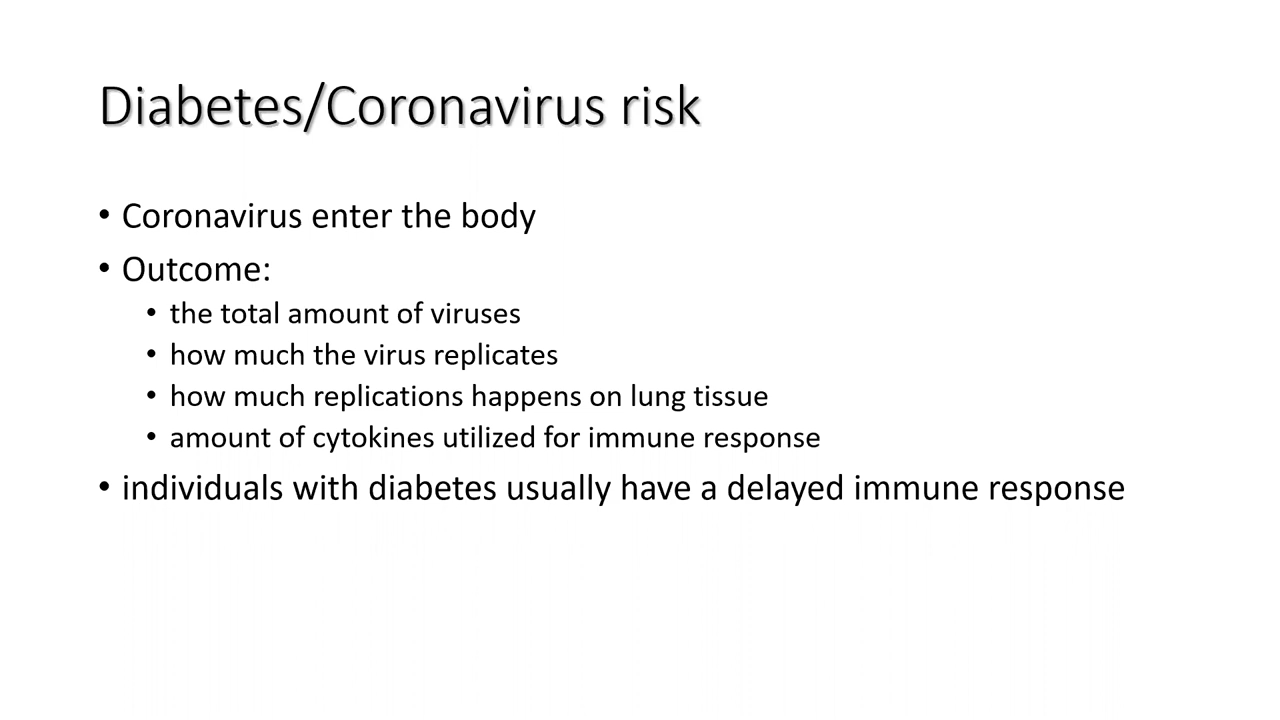 Diabetes/Coronavirus risk
• Coronavirus enter the body
• Outcome:
• the total amount of viruses
• how much the virus replicates
• how much replications happens on lung tissue
• amount of cytokines utilized for immune response
• individuals with diabetes usually have a delayed immune response